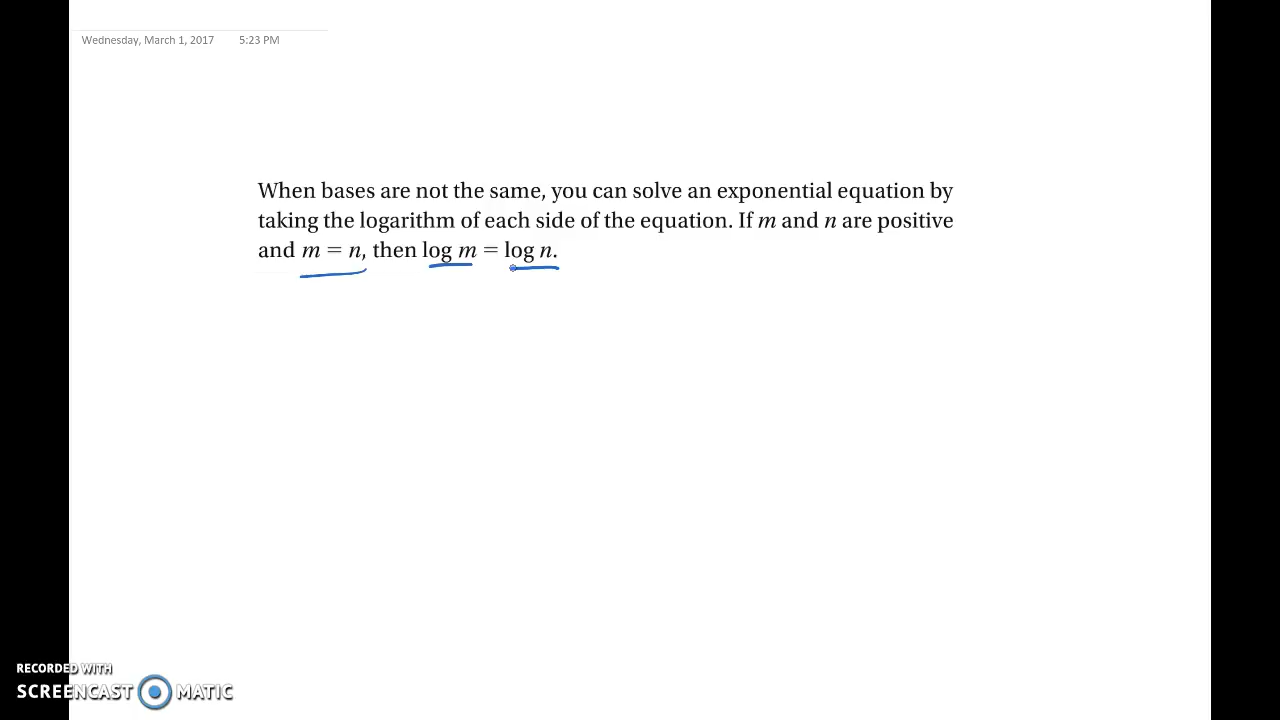 Wednesday, March 1, 2017 5:23 PM
When bases are not the same, you can solve an exponential equation by
taking the logarithm of each side of the equation. If m and n are positive
and m = n, then log m = log n.
RECORDED WITH
SCREENCAST MATIC